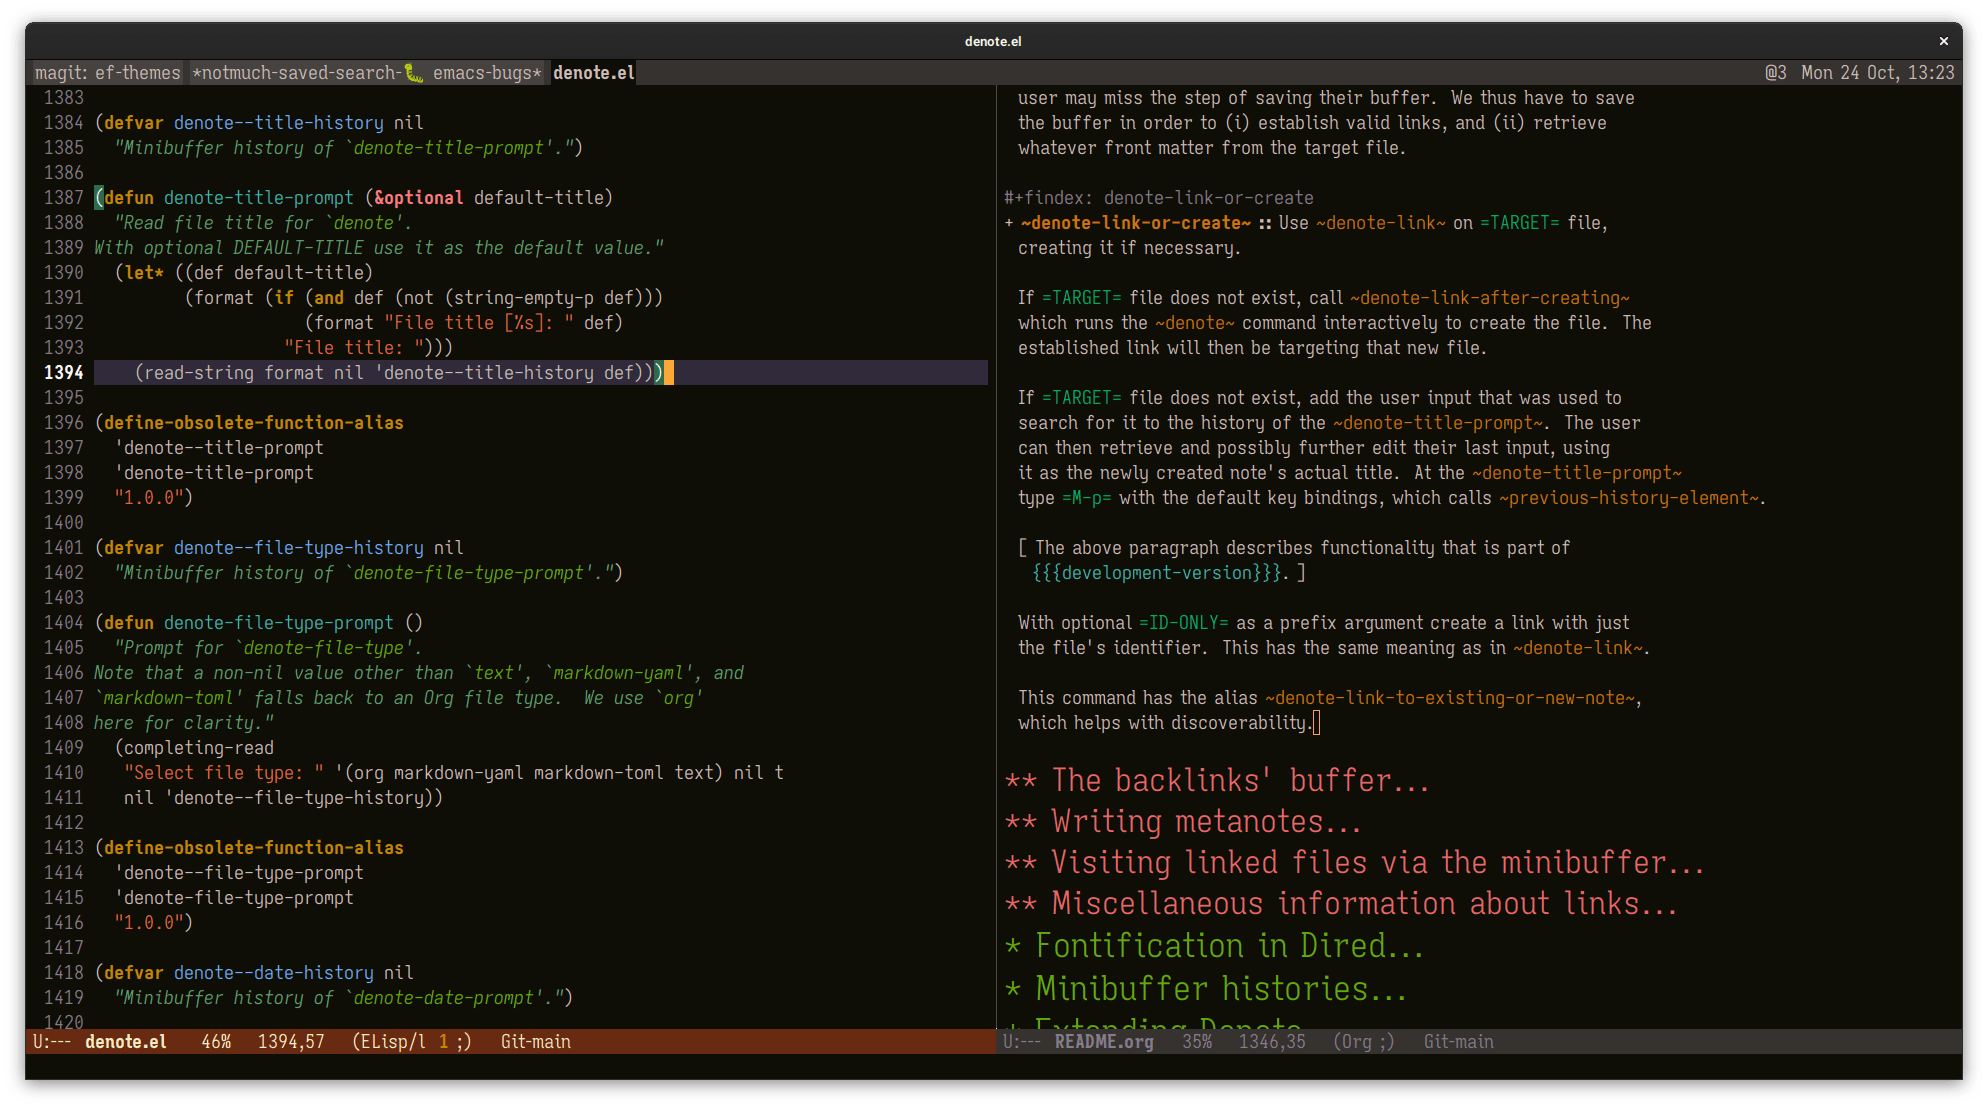 denote.el
×
magit: ef-themes *notmuch-saved-search-🐛 emacs-bugs* denote.el @3 Mon 24 Oct, 13:23
1383
1384 (defvar denote--title-history nil
1385   "Minibuffer history of `denote-title-prompt'.")
1386
1387 (defun denote-title-prompt (&optional default-title)
1388   "Read file title for `denote'.
1389 With optional DEFAULT-TITLE use it as the default value."
1390   (let* ((def default-title)
1391          (format (if (and def (not (string-empty-p def)))
1392                      (format "File title [%s]: " def)
1393                    "File title: ")))
1394     (read-string format nil 'denote--title-history def)))
1395
1396 (define-obsolete-function-alias
1397   'denote--title-prompt
1398   'denote-title-prompt
1399   "1.0.0")
1400
1401 (defvar denote--file-type-history nil
1402   "Minibuffer history of `denote-file-type-prompt'.")
1403
1404 (defun denote-file-type-prompt ()
1405   "Prompt for `denote-file-type'.
1406 Note that a non-nil value other than `text', `markdown-yaml', and
1407 `markdown-toml' falls back to an Org file type.  We use `org'
1408 here for clarity."
1409   (completing-read
1410    "Select file type: " '(org markdown-yaml markdown-toml text) nil t
1411    nil 'denote--file-type-history))
1412
1413 (define-obsolete-function-alias
1414   'denote--file-type-prompt
1415   'denote-file-type-prompt
1416   "1.0.0")
1417
1418 (defvar denote--date-history nil
1419   "Minibuffer history of `denote-date-prompt'.")
1420
U:--- denote.el 46% 1394,57 (ELisp/l 1 ;) Git-main
user may miss the step of saving their buffer.  We thus have to save
the buffer in order to (i) establish valid links, and (ii) retrieve
whatever front matter from the target file.
#+findex: denote-link-or-create
+ ~denote-link-or-create~ :: Use ~denote-link~ on =TARGET= file,
creating it if necessary.
If =TARGET= file does not exist, call ~denote-link-after-creating~
which runs the ~denote~ command interactively to create the file.  The
established link will then be targeting that new file.
If =TARGET= file does not exist, add the user input that was used to
search for it to the history of the ~denote-title-prompt~.  The user
can then retrieve and possibly further edit their last input, using
it as the newly created note's actual title.  At the ~denote-title-prompt~
type =M-p= with the default key bindings, which calls ~previous-history-element~.
[ The above paragraph describes functionality that is part of
{{{development-version}}}. ]
With optional =ID-ONLY= as a prefix argument create a link with just
the file's identifier.  This has the same meaning as in ~denote-link~.
This command has the alias ~denote-link-to-existing-or-new-note~,
which helps with discoverability.
** The backlinks' buffer...
** Writing metanotes...
** Visiting linked files via the minibuffer...
** Miscellaneous information about links...
* Fontification in Dired...
* Minibuffer histories...
* Extending Denote...
U:--- README.org 35% 1346,35 (Org ;) Git-main